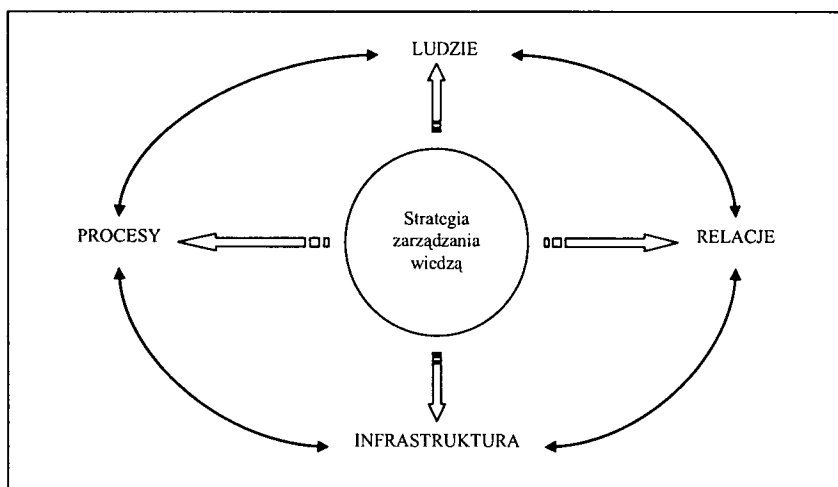 LUDZIE
PROCESY
Strategia
zarządzania
wiedzą
RELACJE
INFRASTRUKTURA